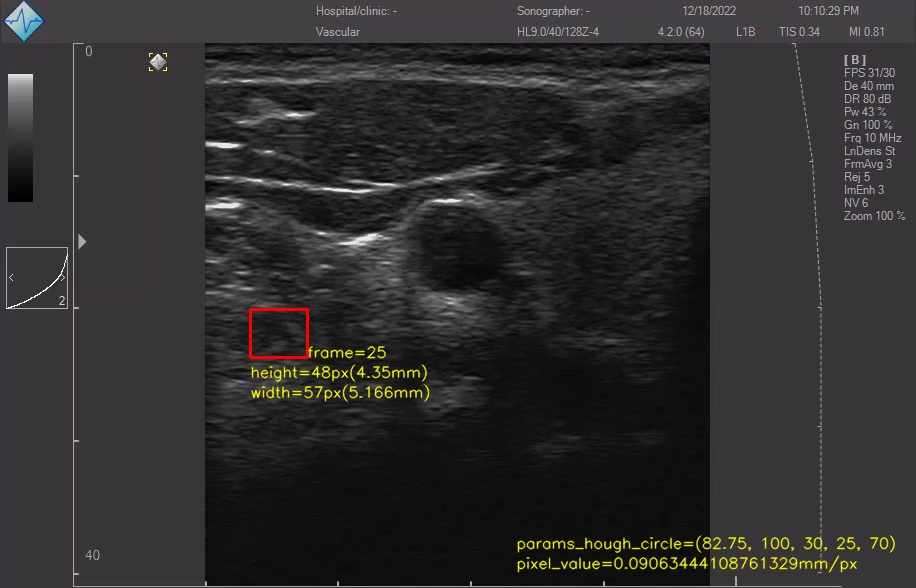 Hospital/clinic: - Sonographer: - 12/18/2022 10:10:29 PM
Vascular HL9.0/40/128Z-4 4.2.0 (64) L1B TIS 0.34 MI 0.81
0
[B]
FPS 31/30
De 40 mm
DR 80 dB
Pw 43 %
Gn 100 %
Frq 10 MHz
LnDens St
FrmAvg 3
Rej 5
ImEnh 3
NV 6
Zoom 100 %
2
frame=25
height=48px(4.35mm)
width=57px(5.166mm)
40
params_hough_circle=(82.75, 100, 30, 25, 70)
pixel_value=0.09063444108761329mm/px